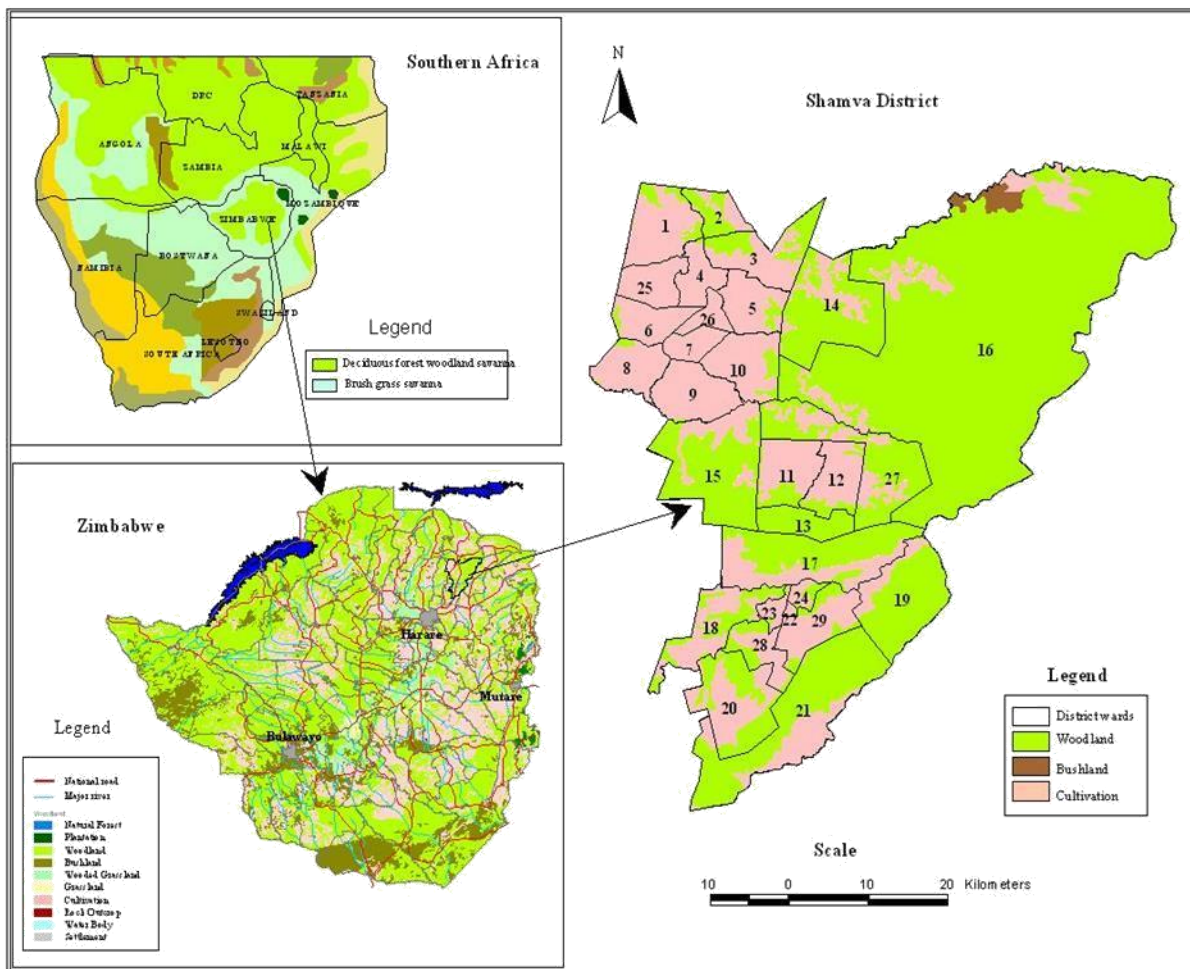 Southern Africa
DRC
TANZANIA
ANGOLA
MALAWI
ZAMBIA
MOZAMBIQUE
ZIMBABWE
BOSTWANA
NAMIBIA
SWAZILAND
LESOTHO
SOUTH AFRICA
Legend
Deciduous forest woodland savanna
Brush grass savanna
Zimbabwe
Harare
Mutare
Bulawayo
Legend
National road
Major river
Woodland
Natural Forest
Plantation
Woodland
Bushland
Wooded Grassland
Grassland
Cultivation
Rock Outcrop
Water Body
Settlement
N
Shamva District
1
2
3
4
25
5
26
6
7
8
10
9
14
16
15
11
12
27
13
17
24
23
22
29
19
18
28
20
21
Legend
District wards
Woodland
Bushland
Cultivation
Scale
10 0 10 20 Kilometers